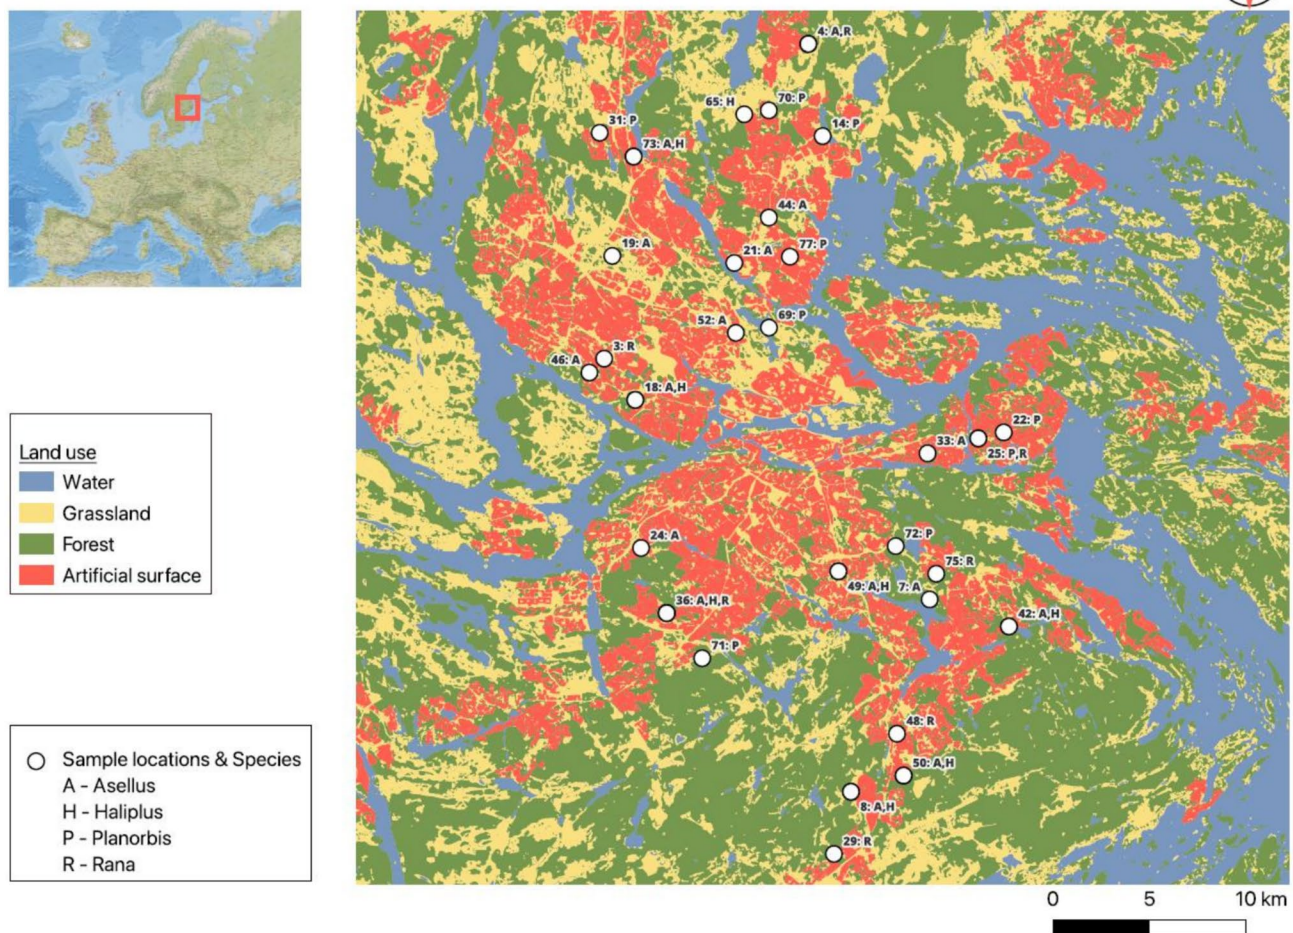 4: A,R
65: H
70: P
31: P
14: P
73: A,H
44: A
19: A
21: A
77: P
52: A
69: P
3: R
46: A
18: A,H
22: P
33: A
25: P,R
Land use
Water
Grassland
Forest
Artificial surface
24: A
72: P
75: R
49: A,H
7: A
36: A,H,R
42: A,H
71: P
48: R
50: A,H
8: A,H
29: R
Sample locations & Species
A - Asellus
H - Haliplus
P - Planorbis
R - Rana
0 5 10 km